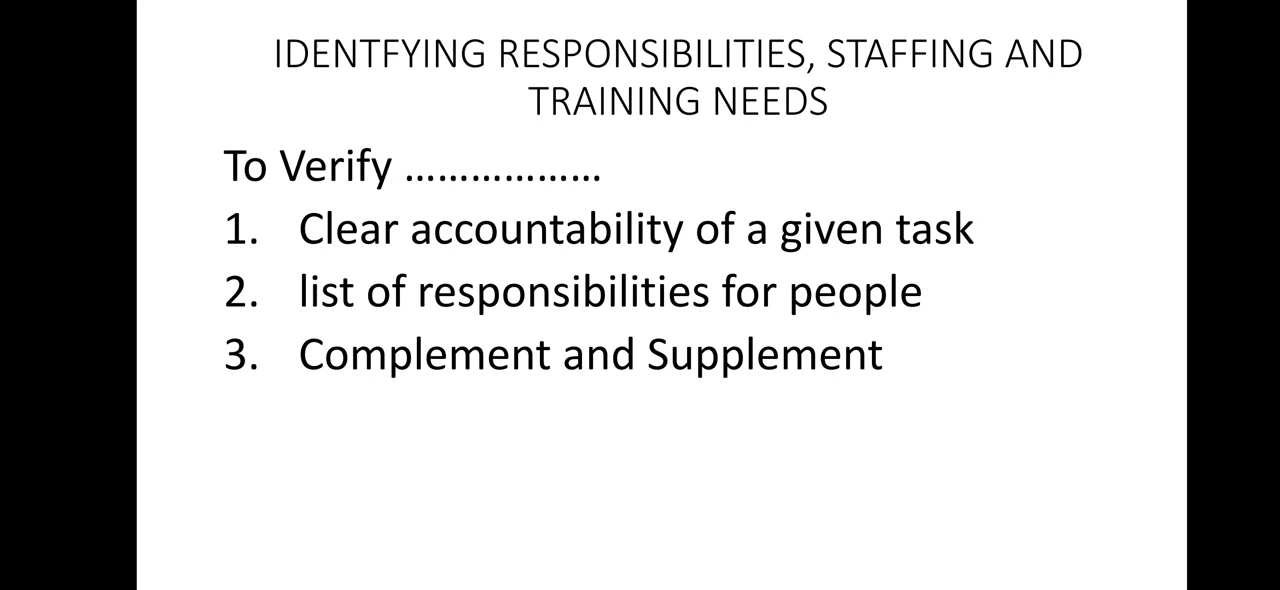 IDENTFYING RESPONSIBILITIES, STAFFING AND
TRAINING NEEDS
To Verify ………………
1. Clear accountability of a given task
2. list of responsibilities for people
3. Complement and Supplement